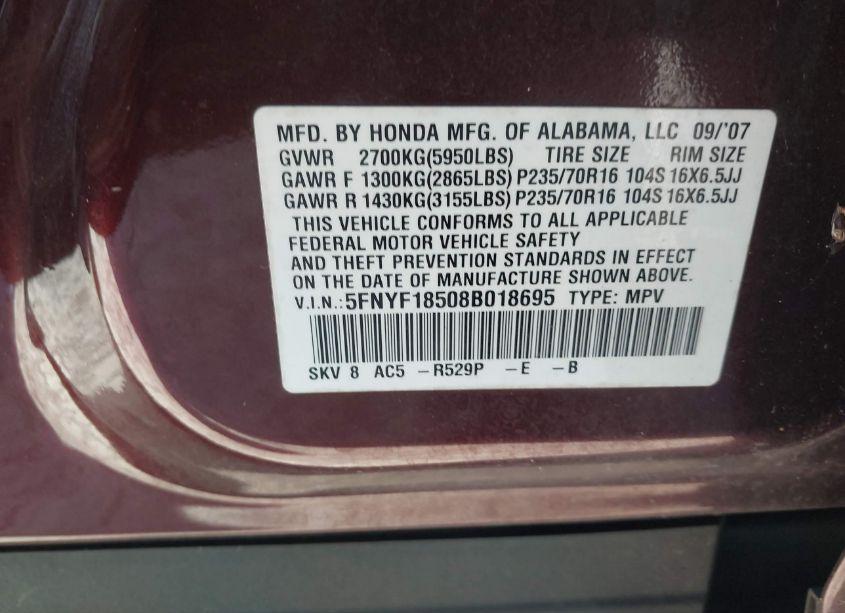 MFD. BY HONDA MFG. OF ALABAMA, LLC 09/'07
GVWR 2700KG(5950LBS) TIRE SIZE RIM SIZE
GAWR F 1300KG(2865LBS) P235/70R16 104S 16X6.5JJ
GAWR R 1430KG(3155LBS) P235/70R16 104S 16X6.5JJ
THIS VEHICLE CONFORMS TO ALL APPLICABLE
FEDERAL MOTOR VEHICLE SAFETY
AND THEFT PREVENTION STANDARDS IN EFFECT
ON THE DATE OF MANUFACTURE SHOWN ABOVE.
V.I.N.:5FNYF18508B018695 TYPE: MPV
SKV 8 AC5 -R529P -E -B